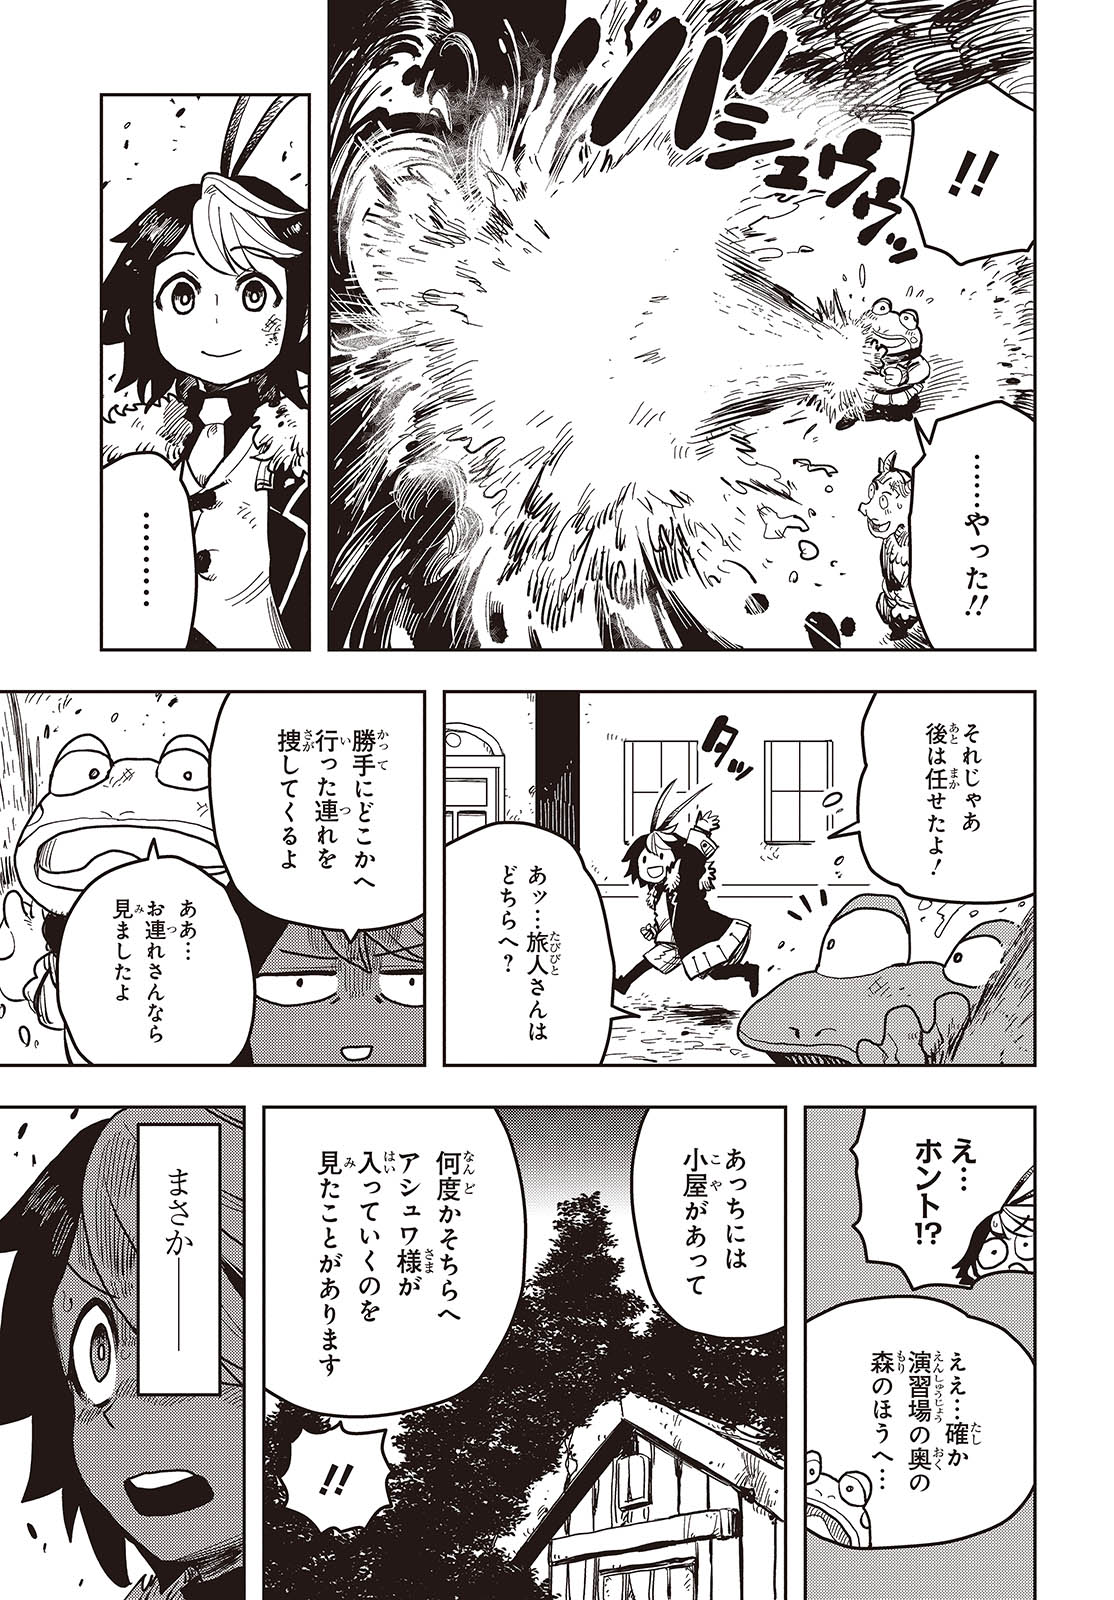 !!
バシュウゥゥッ
……やった!!
………
それじゃあ
後は任せたよ!
タッ
あッ…旅人さんは
どちらへ?
勝手にどこかへ
行った連れを
捜してくるよ
ああ…
お連れさんなら
見ましたよ
え…
ホント!?
ええ…確か
演習場の奥の
森のほうへ…
あっちには
小屋があって
何度かそちらへ
アシュワ様が
入っていくのを
見たことがあります
!!
まさか――